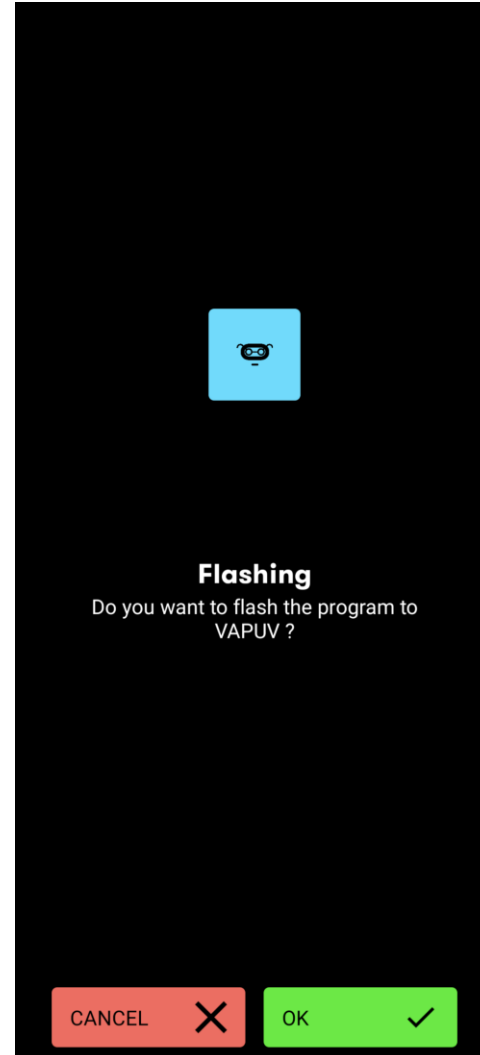 Flashing
Do you want to flash the program to
VAPUV ?
CANCEL
OK